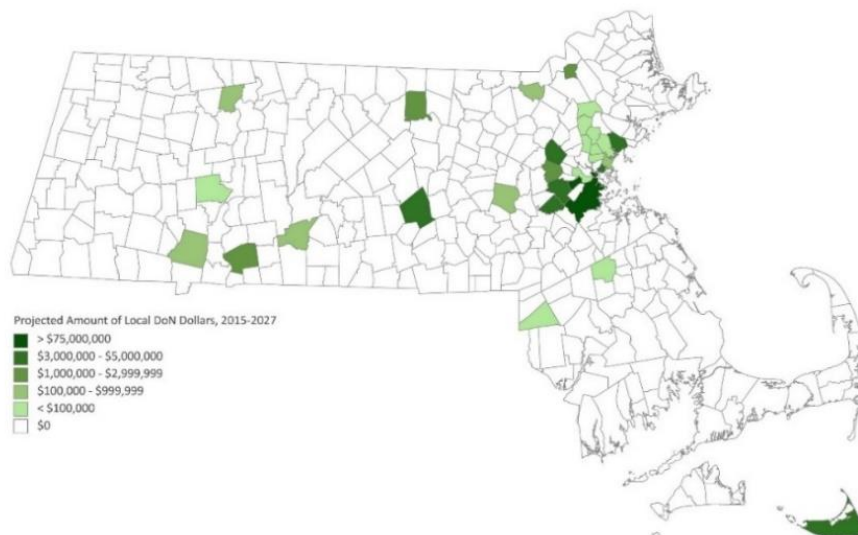 Projected Amount of Local DoN Dollars, 2015-2027
> $75,000,000
$3,000,000 - $5,000,000
$1,000,000 - $2,999,999
$100,000 - $999,999
< $100,000
$0